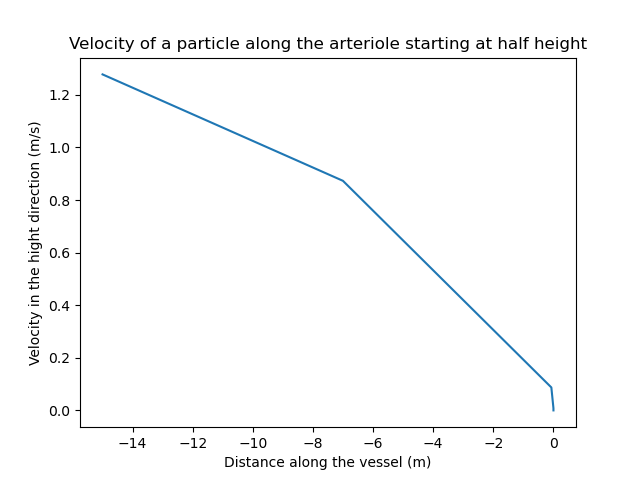 Velocity of a particle along the arteriole starting at half height
1.2
1.0
0.8
0.6
0.4
0.2
0.0
Velocity in the hight direction (m/s)
−14 −12 −10 −8 −6 −4 −2 0
Distance along the vessel (m)